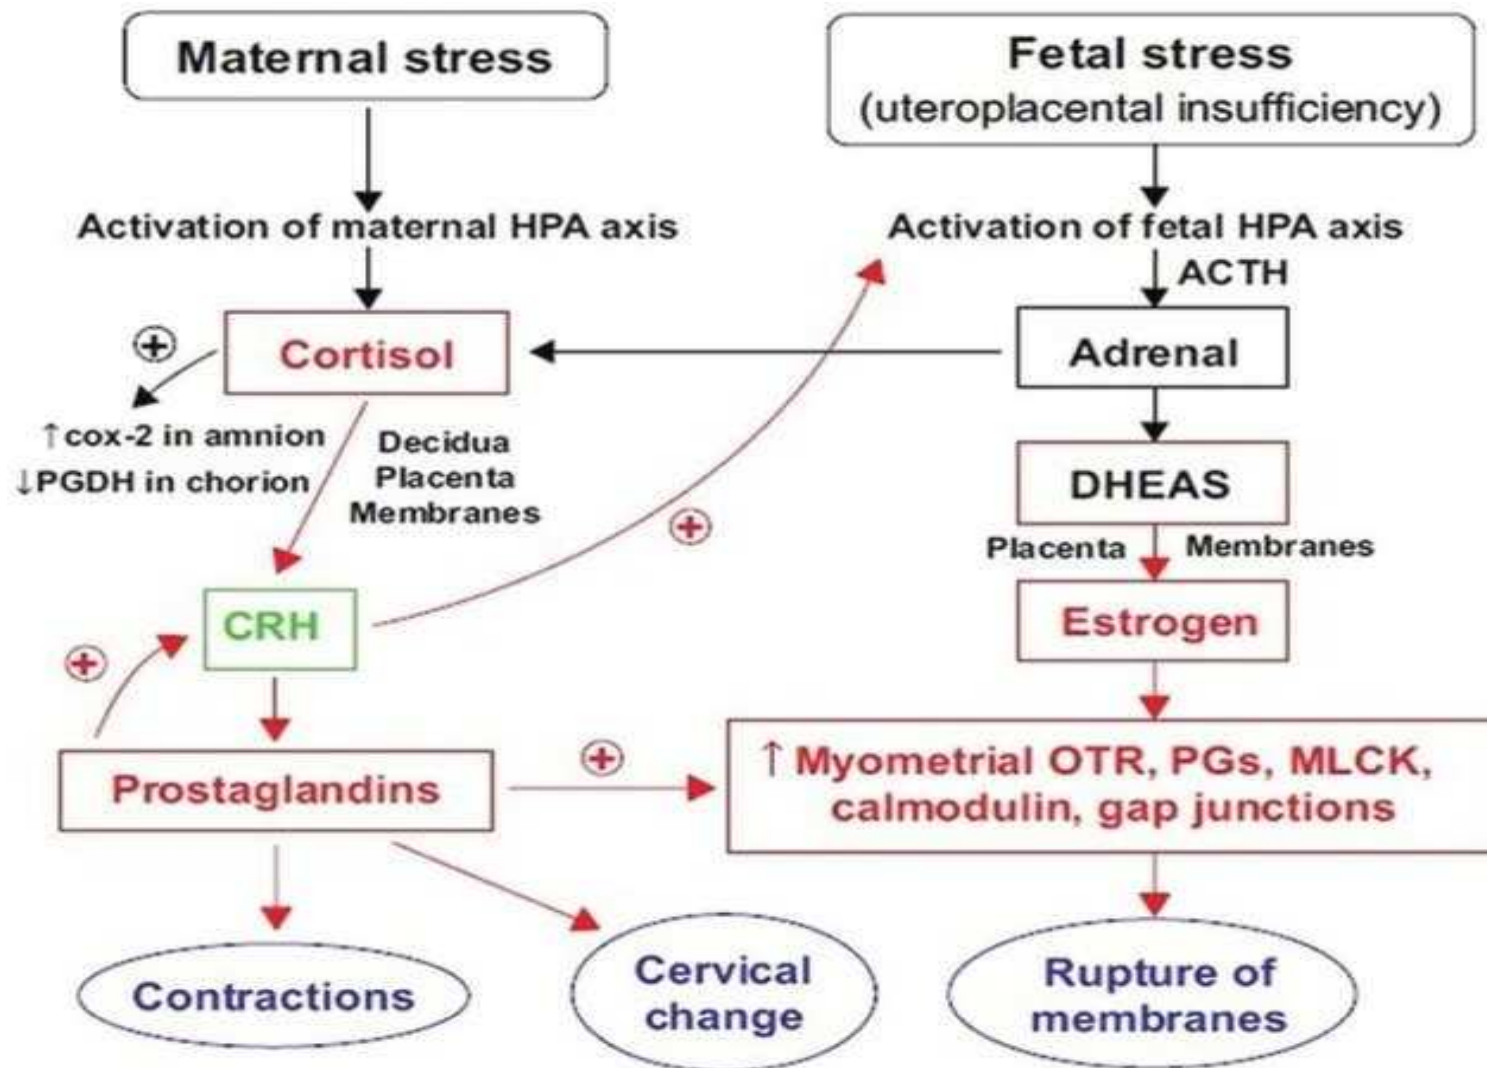 Maternal stress
Fetal stress
(uteroplacental insufficiency)
Activation of maternal HPA axis
Activation of fetal HPA axis
ACTH
Cortisol
Adrenal
+
↑cox-2 in amnion
↓PGDH in chorion
Decidua
Placenta
Membranes
DHEAS
+
Placenta
Membranes
CRH
Estrogen
+
Prostaglandins
+
↑ Myometrial OTR, PGs, MLCK,
calmodulin, gap junctions
Contractions
Cervical
change
Rupture of
membranes